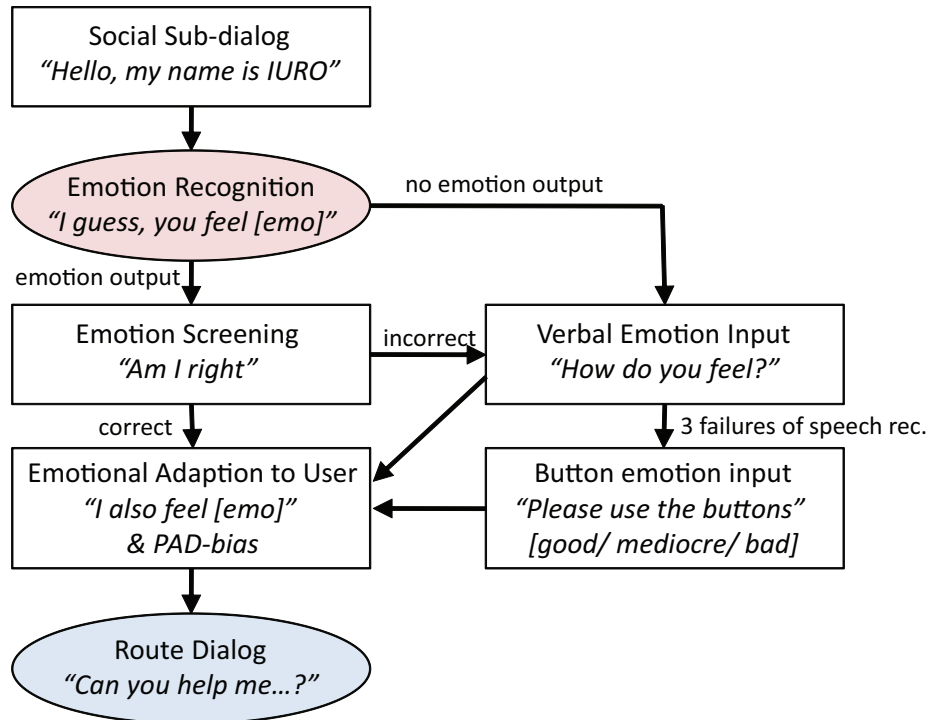 Social Sub-dialog
“Hello, my name is IURO”
Emotion Recognition
“I guess, you feel [emo]”
no emotion output
emotion output
Emotion Screening
“Am I right”
incorrect
Verbal Emotion Input
“How do you feel?”
correct
3 failures of speech rec.
Emotional Adaption to User
“I also feel [emo]”
& PAD-bias
Button emotion input
“Please use the buttons”
[good/ mediocre/ bad]
Route Dialog
“Can you help me...?”